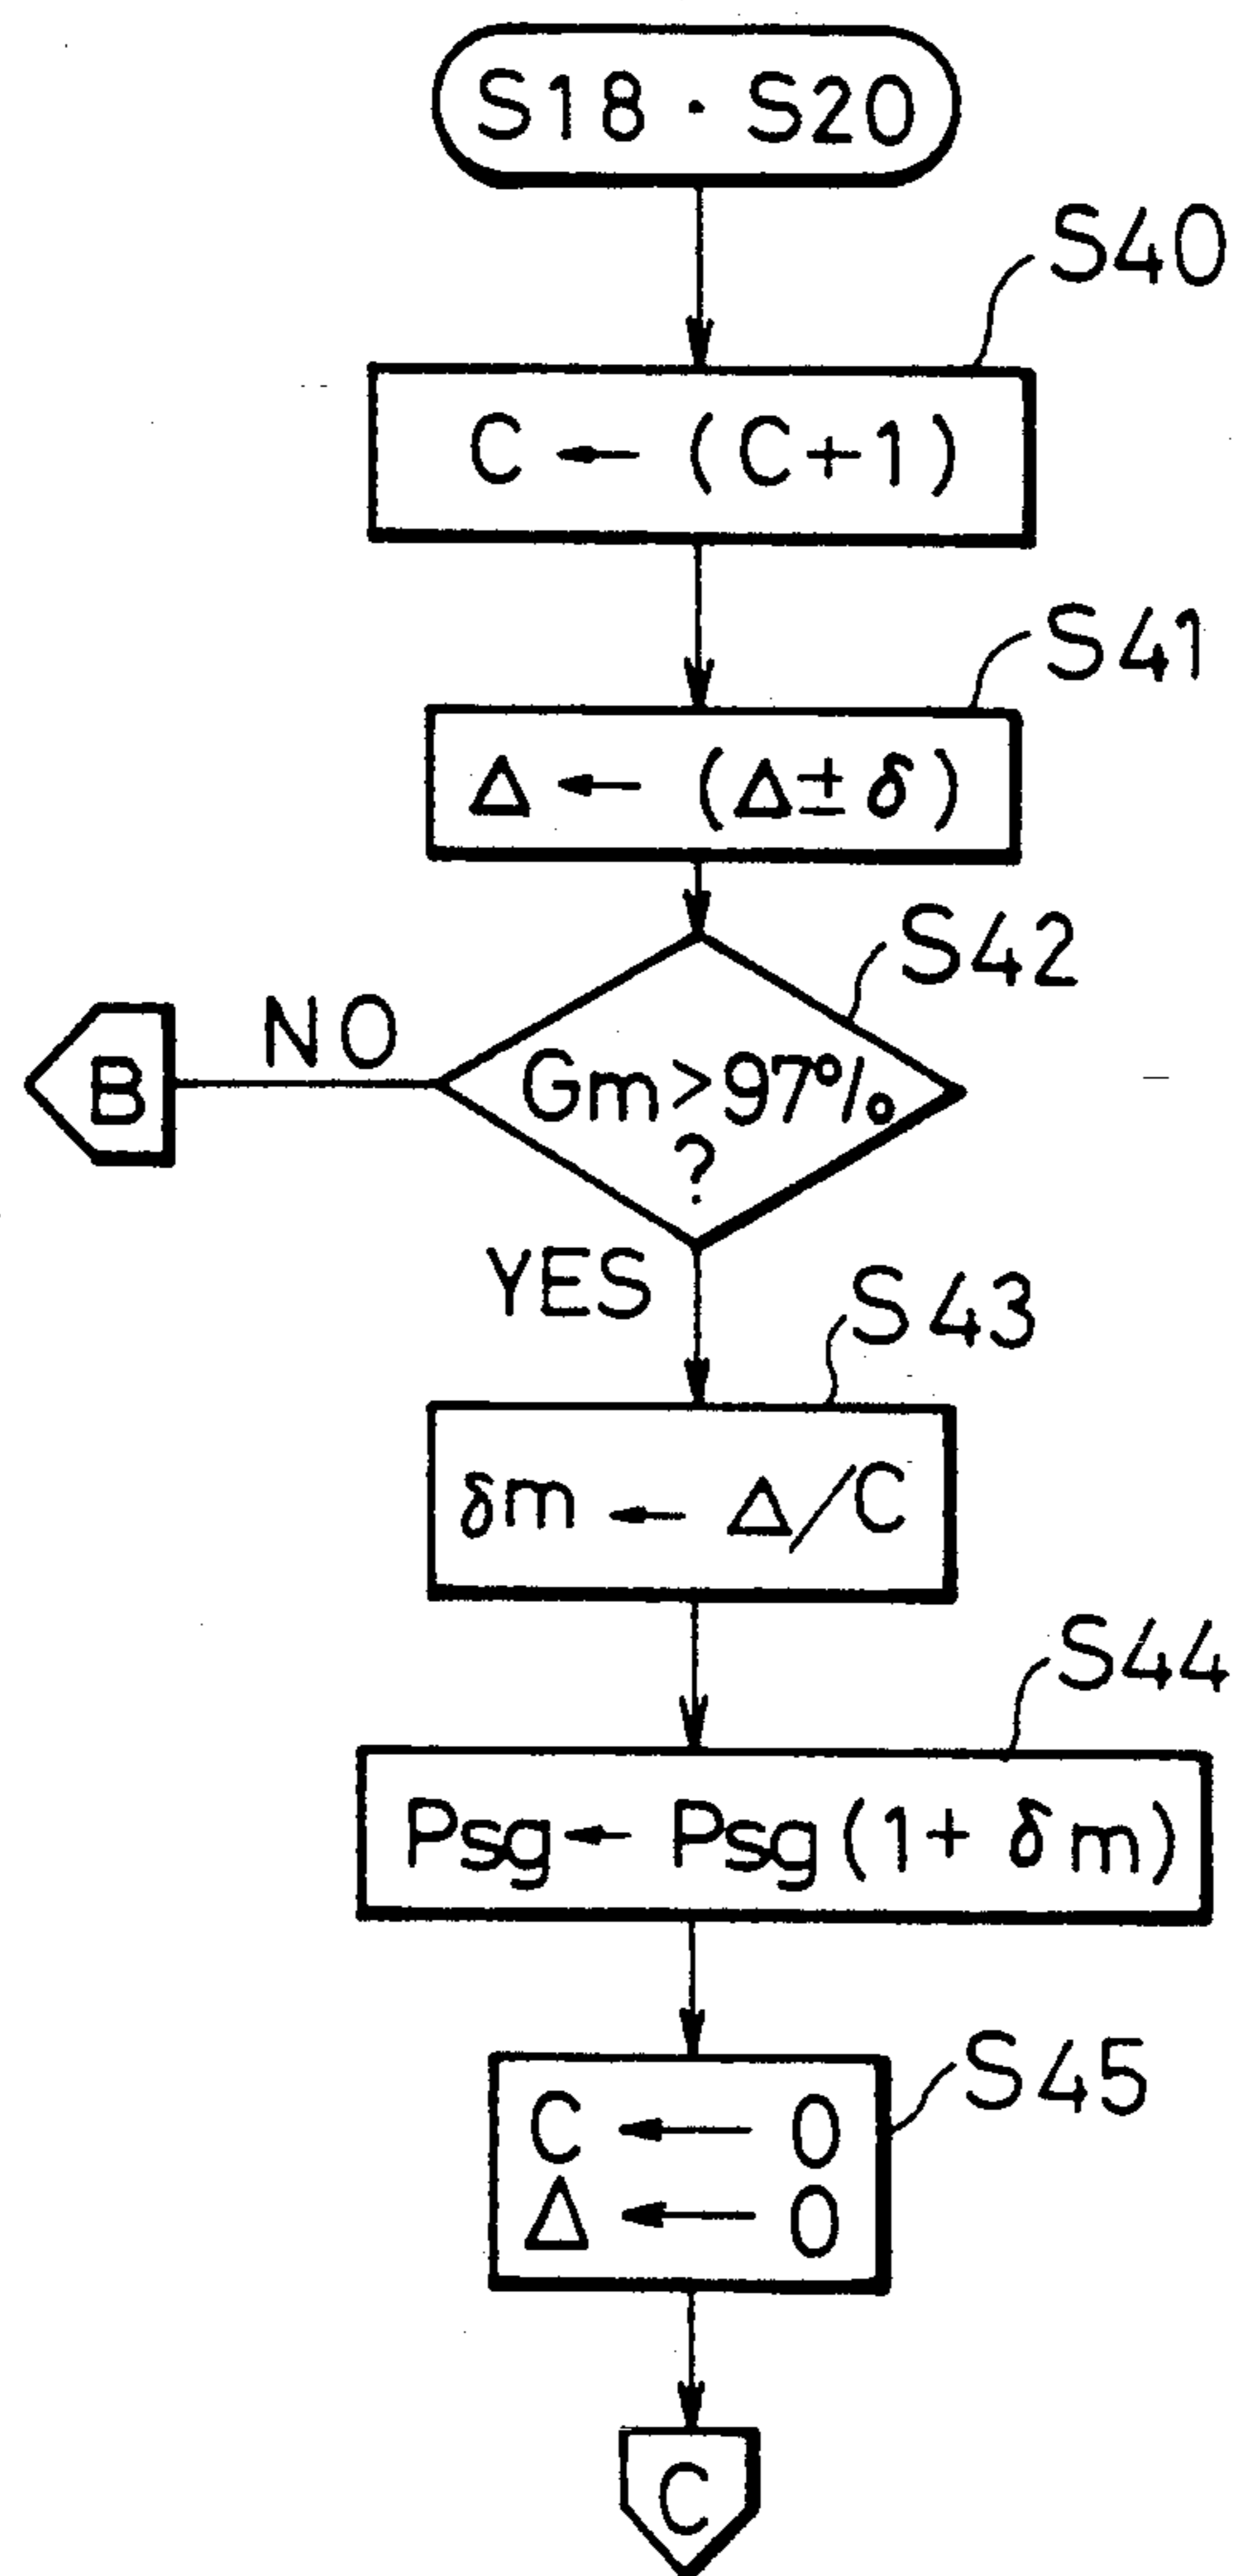 S18 · S20
S40
C ← (C+1)
S41
Δ ← (Δ±δ)
S42
NO
B
Gm>97%
?
YES
S43
δm ← Δ/C
S44
Psg ← Psg(1+ δm)
S45
C ← 0
Δ ← 0
C